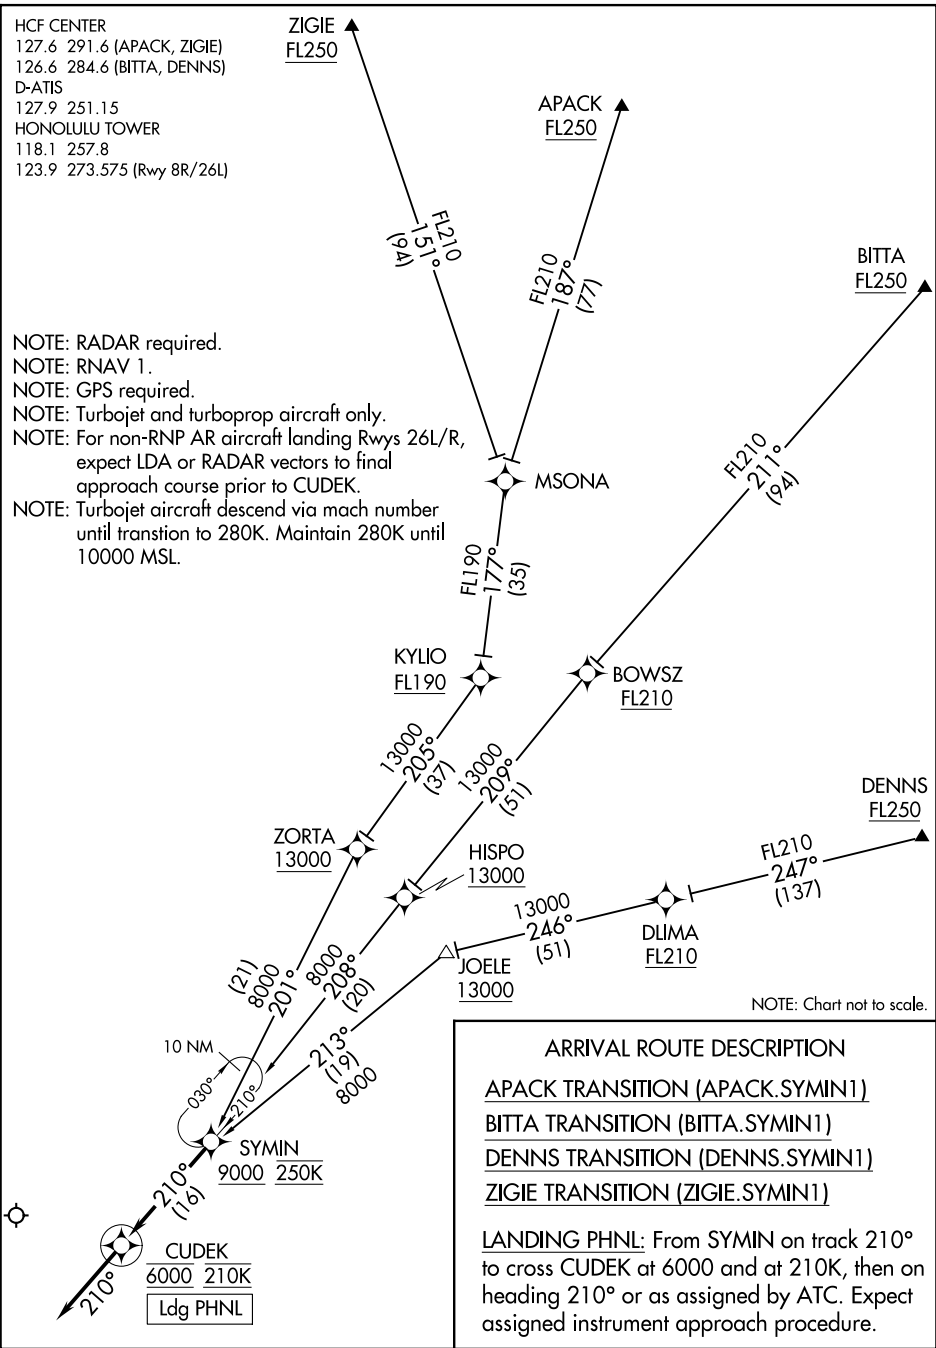 HCF CENTER
127.6 291.6 (APACK, ZIGIE)
126.6 284.6 (BITTA, DENNS)
D-ATIS
127.9 251.15
HONOLULU TOWER
118.1 257.8
123.9 273.575 (Rwy 8R/26L)
ZIGIE
FL250
APACK
FL250
BITTA
FL250
FL210
151°
(94)
FL210
187°
(77)
FL210
211°
(94)
NOTE: RADAR required.
NOTE: RNAV 1.
NOTE: GPS required.
NOTE: Turbojet and turboprop aircraft only.
NOTE: For non-RNP AR aircraft landing Rwys 26L/R,
expect LDA or RADAR vectors to final
approach course prior to CUDEK.
NOTE: Turbojet aircraft descend via mach number
until transtion to 280K. Maintain 280K until
10000 MSL.
MSONA
FL190
177°
(35)
KYLIO
FL190
BOWSZ
FL210
13000
205°
(37)
13000
209°
(51)
DENNS
FL250
ZORTA
13000
HISPO
13000
FL210
247°
(137)
13000
246°
(51)
DLIMA
FL210
JOELE
13000
(21)
8000
201°
8000
208°
(20)
213°
(19)
8000
NOTE: Chart not to scale.
10 NM
030°
210°
SYMIN
9000 250K
210°
(16)
CUDEK
6000 210K
Ldg PHNL
210°
ARRIVAL ROUTE DESCRIPTION
APACK TRANSITION (APACK.SYMIN1)
BITTA TRANSITION (BITTA.SYMIN1)
DENNS TRANSITION (DENNS.SYMIN1)
ZIGIE TRANSITION (ZIGIE.SYMIN1)
LANDING PHNL: From SYMIN on track 210°
to cross CUDEK at 6000 and at 210K, then on
heading 210° or as assigned by ATC. Expect
assigned instrument approach procedure.